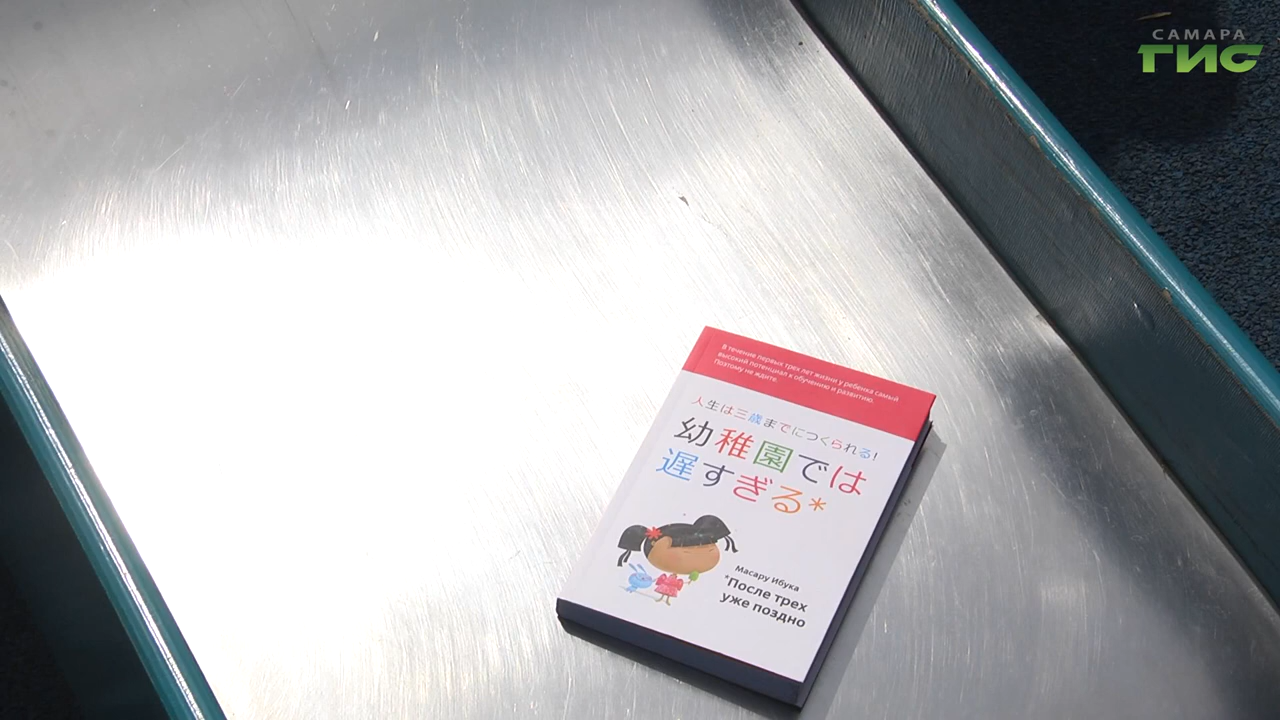 САМАРА
ГИС
В течение первых трех лет жизни у ребенка самый
высокий потенциал к обучению и развитию.
Поэтому не ждите.
人生は三歳までにつくられる!
幼稚園では
遅すぎる*
Масару Ибука
*После трех
уже поздно